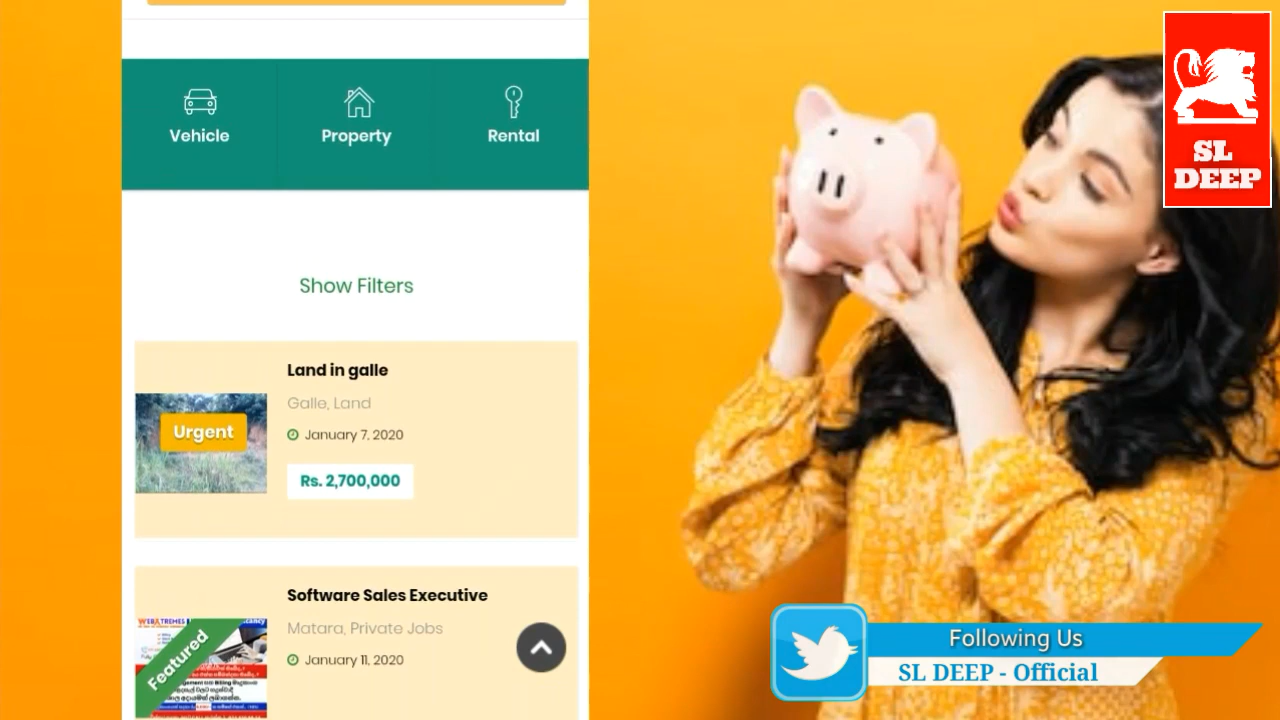 Vehicle
Property
Rental
Show Filters
Land in galle
Galle, Land
January 7, 2020
Urgent
Rs. 2,700,000
Software Sales Executive
Matara, Private Jobs
January 11, 2020
Featured
SL
DEEP
Following Us
SL DEEP - Official